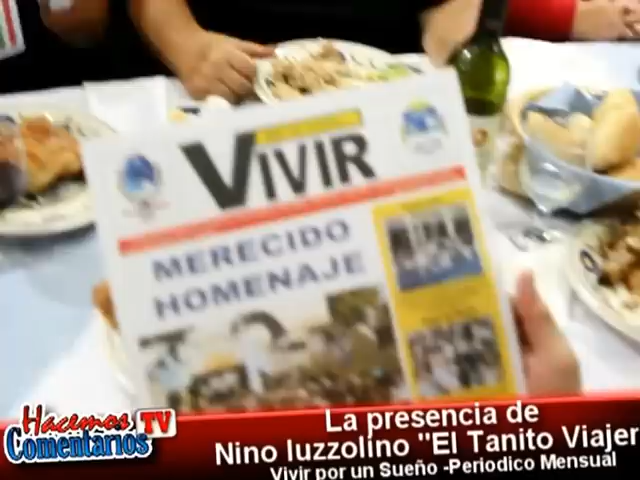 VIVIR
MERECIDO
HOMENAJE
Hacemos TV
Comentarios
La presencia de
Nino Iuzzolino "El Tanito Viajer
Vivir por un Sueño -Periodico Mensual